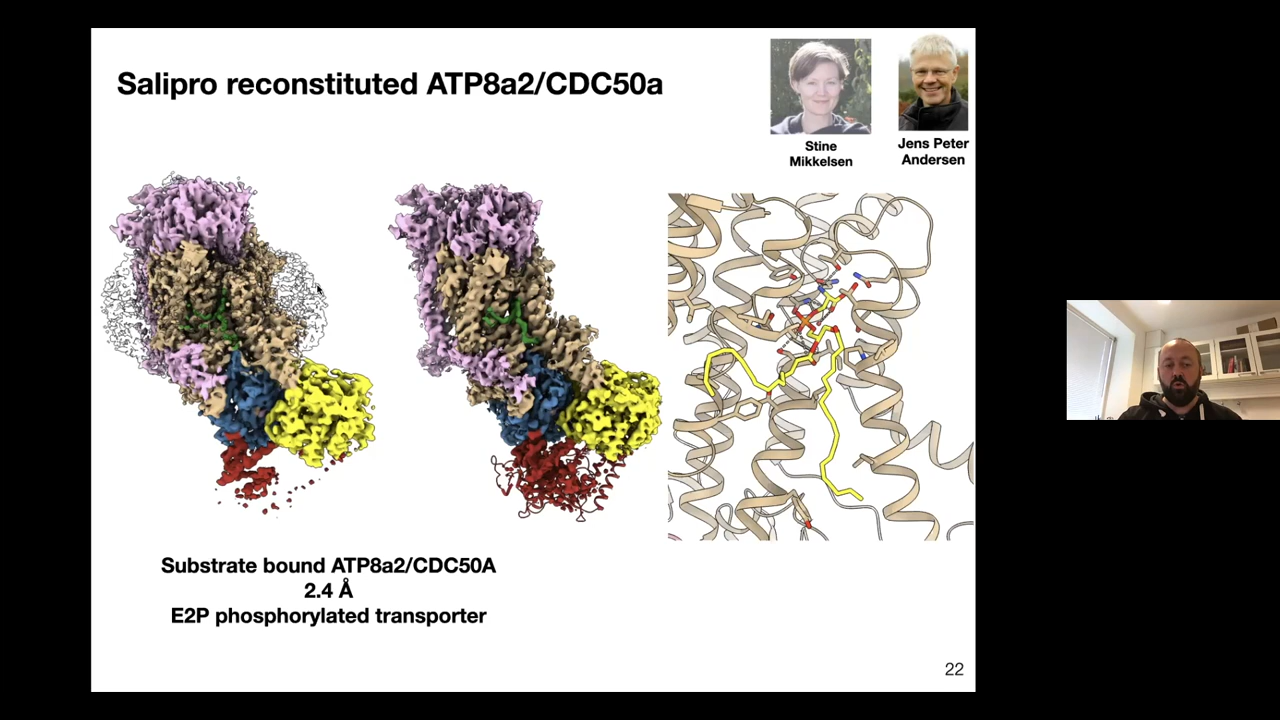 Salipro reconstituted ATP8a2/CDC50a
Stine
Mikkelsen
Jens Peter
Andersen
Substrate bound ATP8a2/CDC50A
2.4 Å
E2P phosphorylated transporter
22